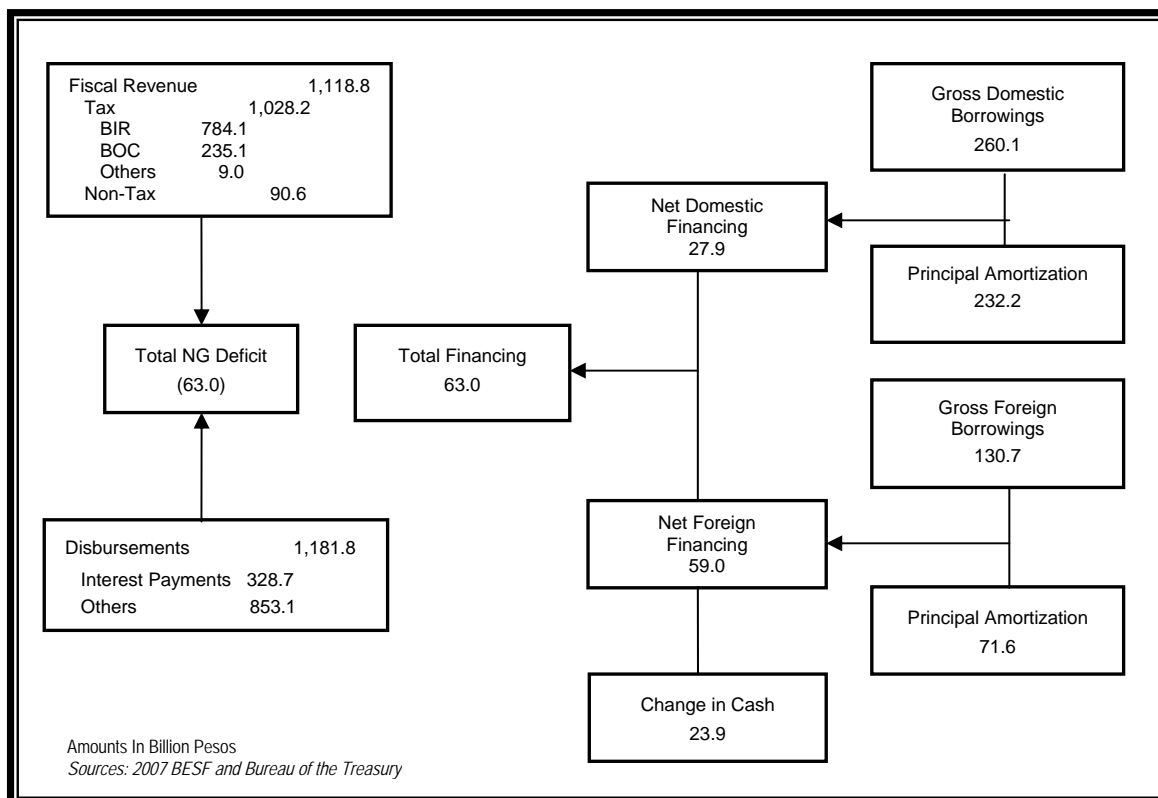 Fiscal Revenue 1,118.8
Tax 1,028.2
BIR 784.1
BOC 235.1
Others 9.0
Non-Tax 90.6
Total NG Deficit
(63.0)
Disbursements 1,181.8
Interest Payments 328.7
Others 853.1
Total Financing
63.0
Net Domestic
Financing
27.9
Gross Domestic
Borrowings
260.1
Principal Amortization
232.2
Gross Foreign
Borrowings
130.7
Net Foreign
Financing
59.0
Principal Amortization
71.6
Change in Cash
23.9
Amounts In Billion Pesos
Sources: 2007 BESF and Bureau of the Treasury